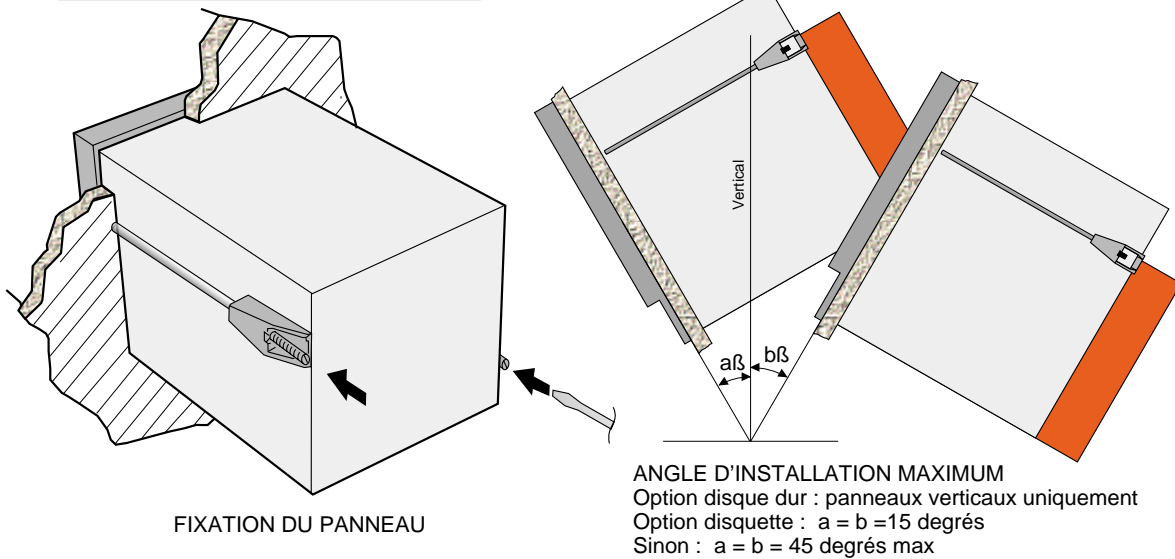 Vertical
aß
bß
FIXATION DU PANNEAU
ANGLE D'INSTALLATION MAXIMUM
Option disque dur : panneaux verticaux uniquement
Option disquette :  a = b =15 degrés
Sinon :  a = b = 45 degrés max